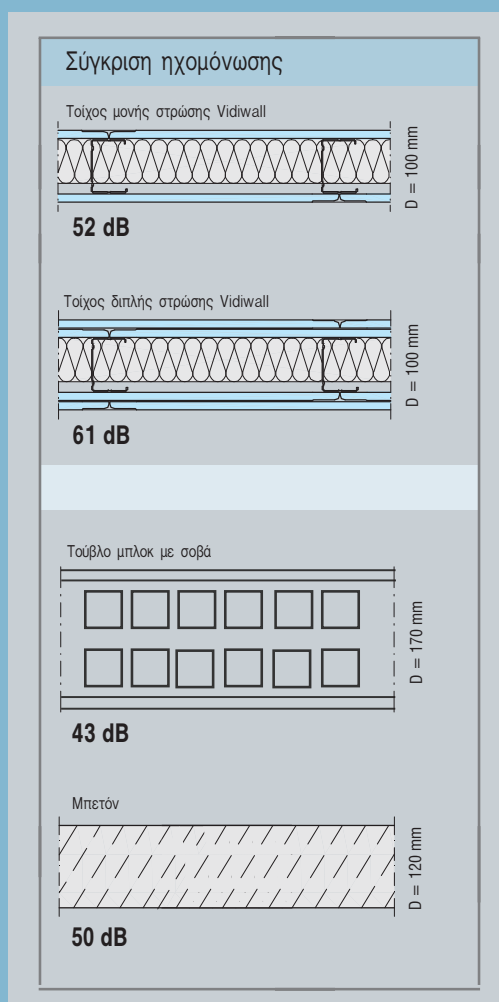 Σύγκριση ηχομόνωσης
Τοίχος μονής στρώσης Vidiwall
D = 100 mm
52 dB
Τοίχος διπλής στρώσης Vidiwall
D = 100 mm
61 dB
Τούβλο μπλοκ με σοβά
D = 170 mm
43 dB
Μπετόν
D = 120 mm
50 dB